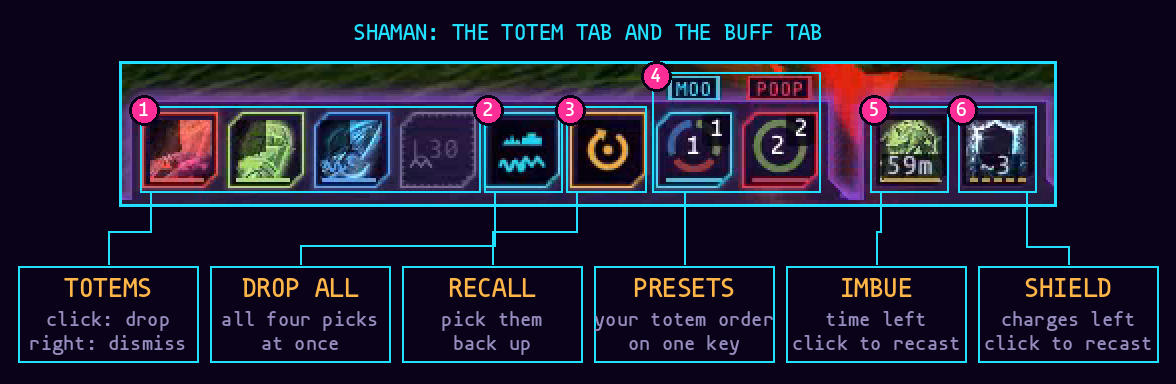 SHAMAN: THE TOTEM TAB AND THE BUFF TAB
4
MOO POOP
1 2 3 5 6
L30 1 1 2 2 59m ~3
TOTEMS
click: drop
right: dismiss
DROP ALL
all four picks
at once
RECALL
pick them
back up
PRESETS
your totem order
on one key
IMBUE
time left
click to recast
SHIELD
charges left
click to recast